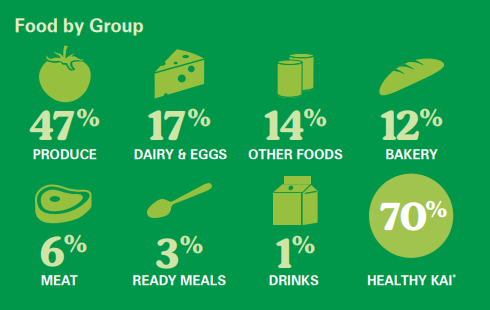 Food by Group
47% 17% 14% 12%
PRODUCE DAIRY & EGGS OTHER FOODS BAKERY
6% 3% 1% 70%
MEAT READY MEALS DRINKS HEALTHY KAI*